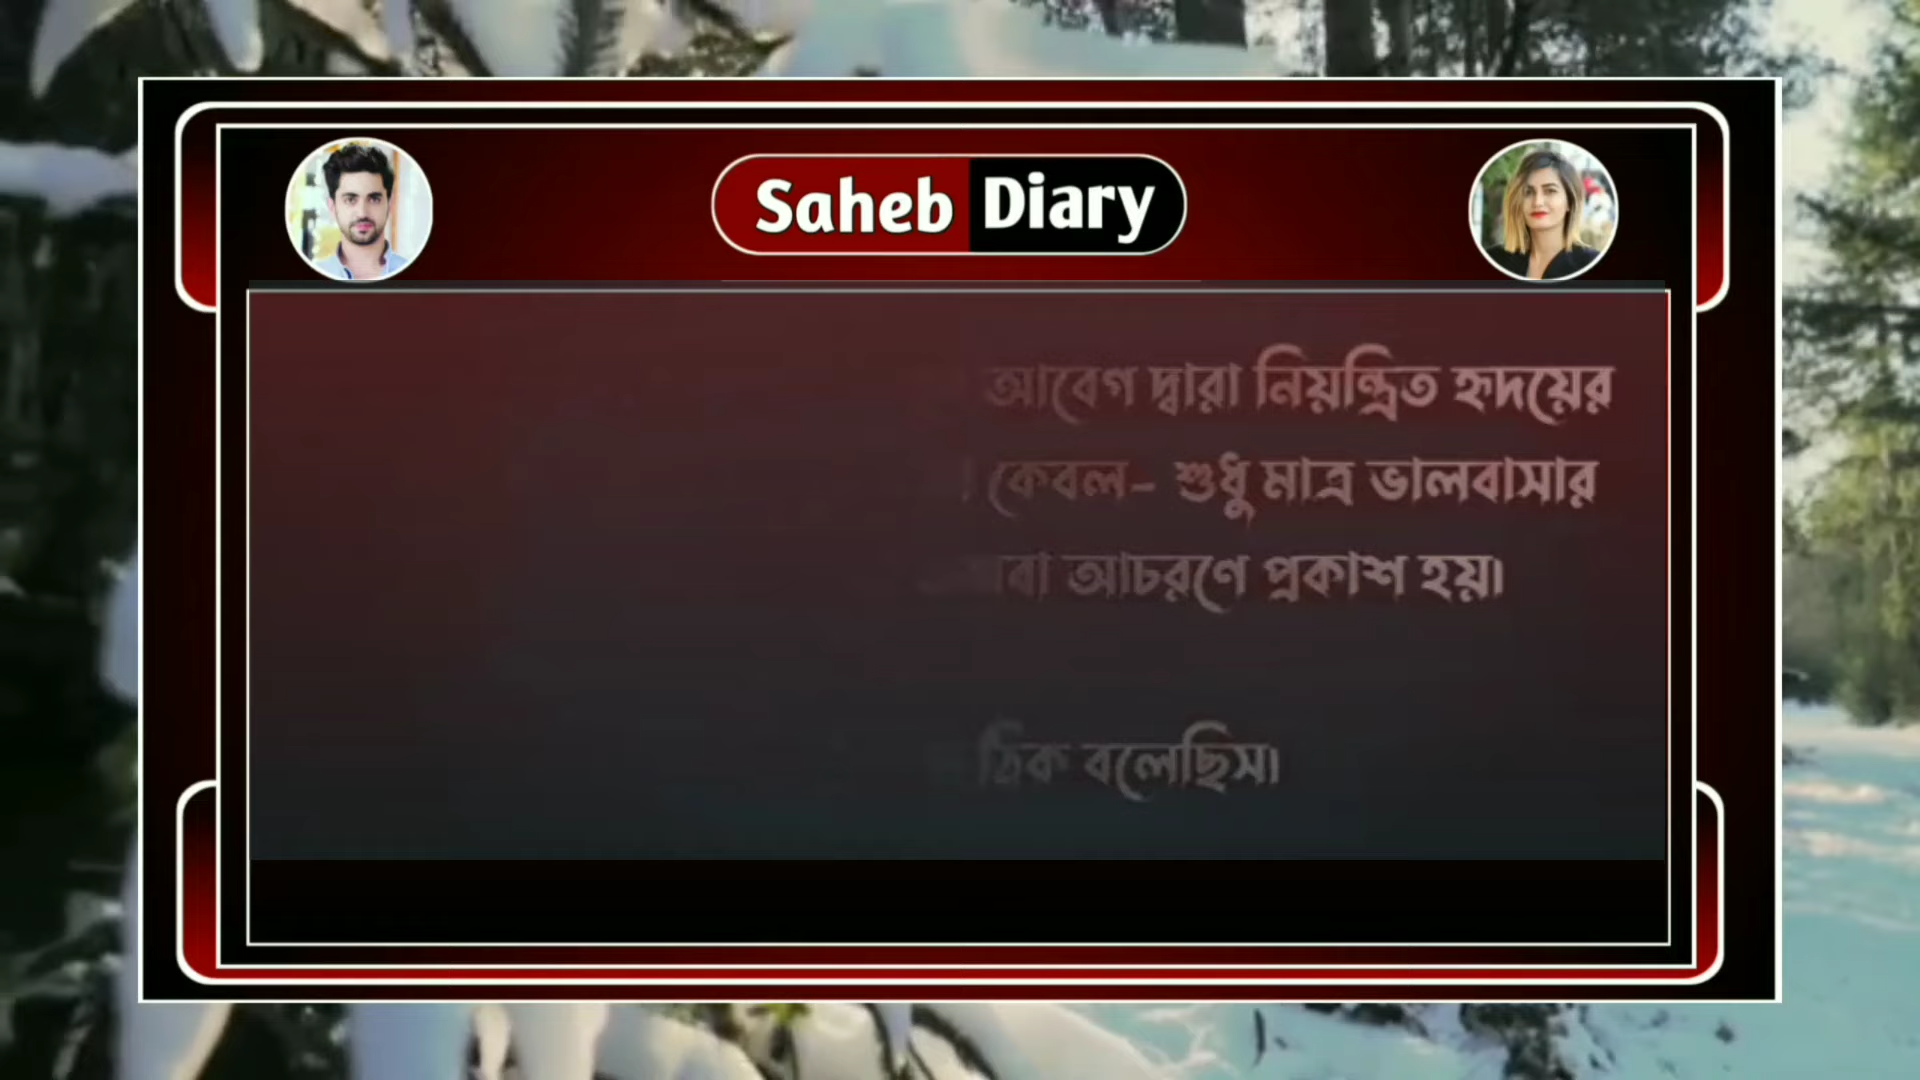 Saheb Diary
আবেগ দ্বারা নিয়ন্ত্রিত হৃদয়ের
কেবল- শুধু মাত্র ভালবাসার
আচরণে প্রকাশ হয়।
ঠিক বলেছিস।